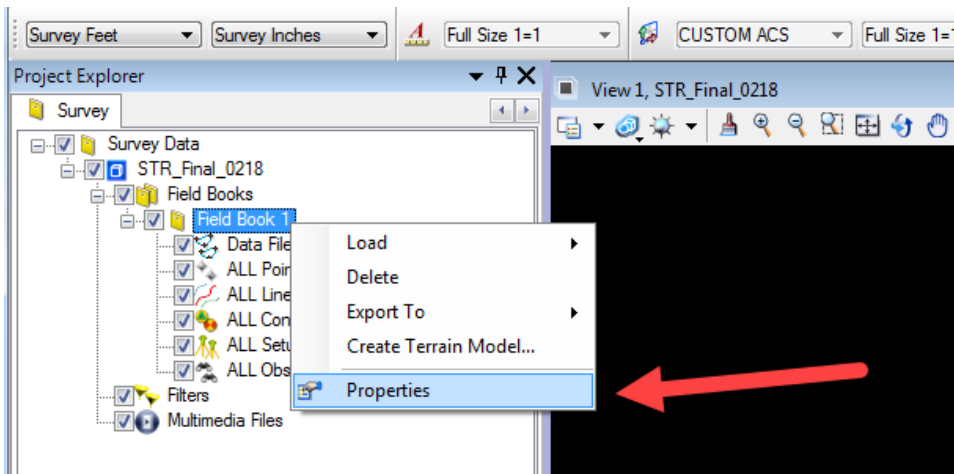 Survey Feet Survey Inches Full Size 1=1 CUSTOM ACS Full Size 1=1
Project Explorer
View 1, STR_Final_0218
Survey
Survey Data
STR_Final_0218
Field Books
Field Book 1
Data File
ALL Poin
ALL Line
ALL Con
ALL Setu
ALL Obs
Filters
Multimedia Files
Load
Delete
Export To
Create Terrain Model...
Properties